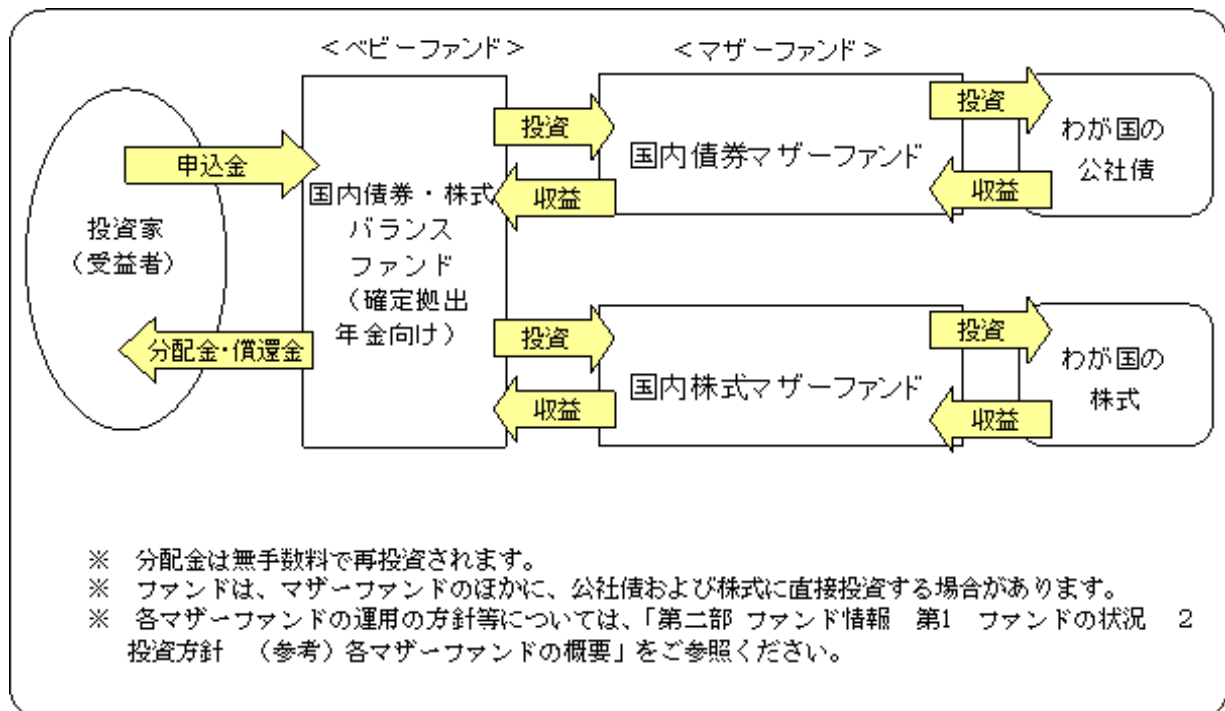 <ベビーファンド>
<マザーファンド>
申込金
投資家
(受益者)
分配金・償還金
国内債券・株式
バランス
ファンド
(確定拠出
年金向け)
投資
収益
国内債券マザーファンド
投資
収益
わが国の
公社債
投資
収益
国内株式マザーファンド
投資
収益
わが国の
株式
※ 分配金は無手数料で再投資されます。
※ ファンドは、マザーファンドのほかに、公社債および株式に直接投資する場合があります。
※ 各マザーファンドの運用の方針等については、「第二部 ファンド情報 第1 ファンドの状況 2
投資方針 (参考)各マザーファンドの概要」をご参照ください。